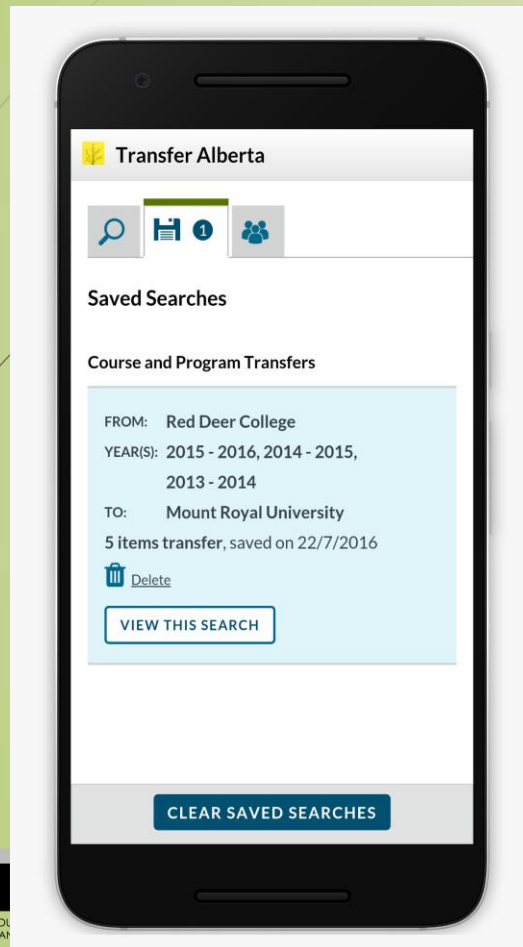 Transfer Alberta
1
Saved Searches
Course and Program Transfers
FROM: Red Deer College
YEAR(S): 2015 - 2016, 2014 - 2015,
2013 - 2014
TO: Mount Royal University
5 items transfer, saved on 22/7/2016
Delete
VIEW THIS SEARCH
CLEAR SAVED SEARCHES